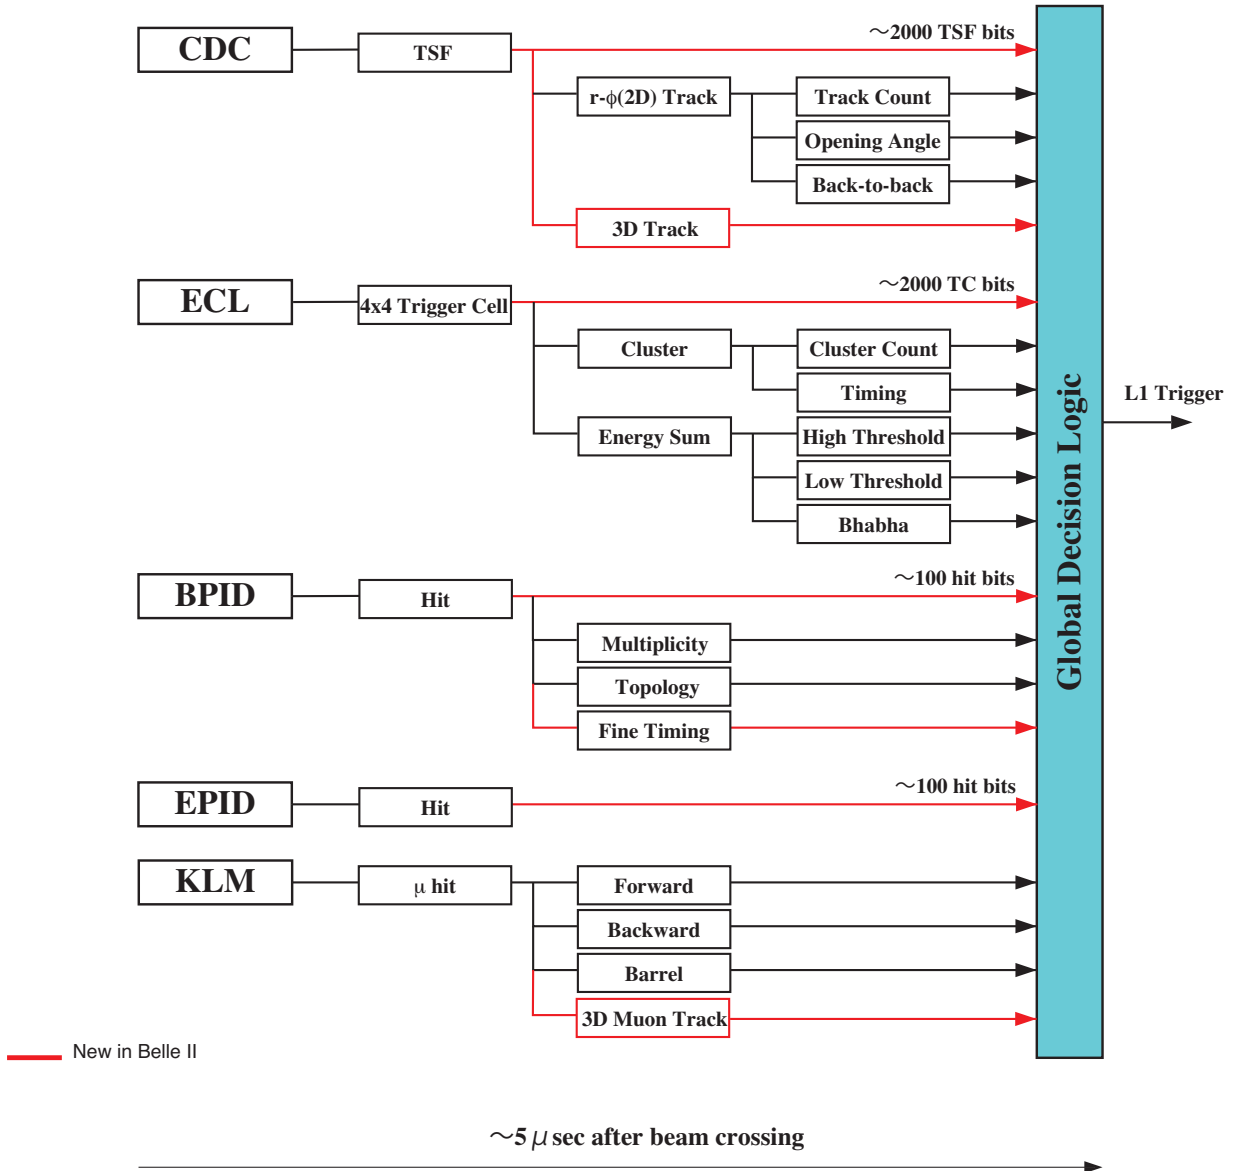 CDC
TSF
~2000 TSF bits
r-ϕ(2D) Track
Track Count
Opening Angle
Back-to-back
3D Track
ECL
4x4 Trigger Cell
~2000 TC bits
Cluster
Cluster Count
Timing
Energy Sum
High Threshold
Low Threshold
Bhabha
BPID
Hit
~100 hit bits
Multiplicity
Topology
Fine Timing
EPID
Hit
~100 hit bits
KLM
μ hit
Forward
Backward
Barrel
3D Muon Track
Global Decision Logic
L1 Trigger
New in Belle II
~5 μ sec after beam crossing